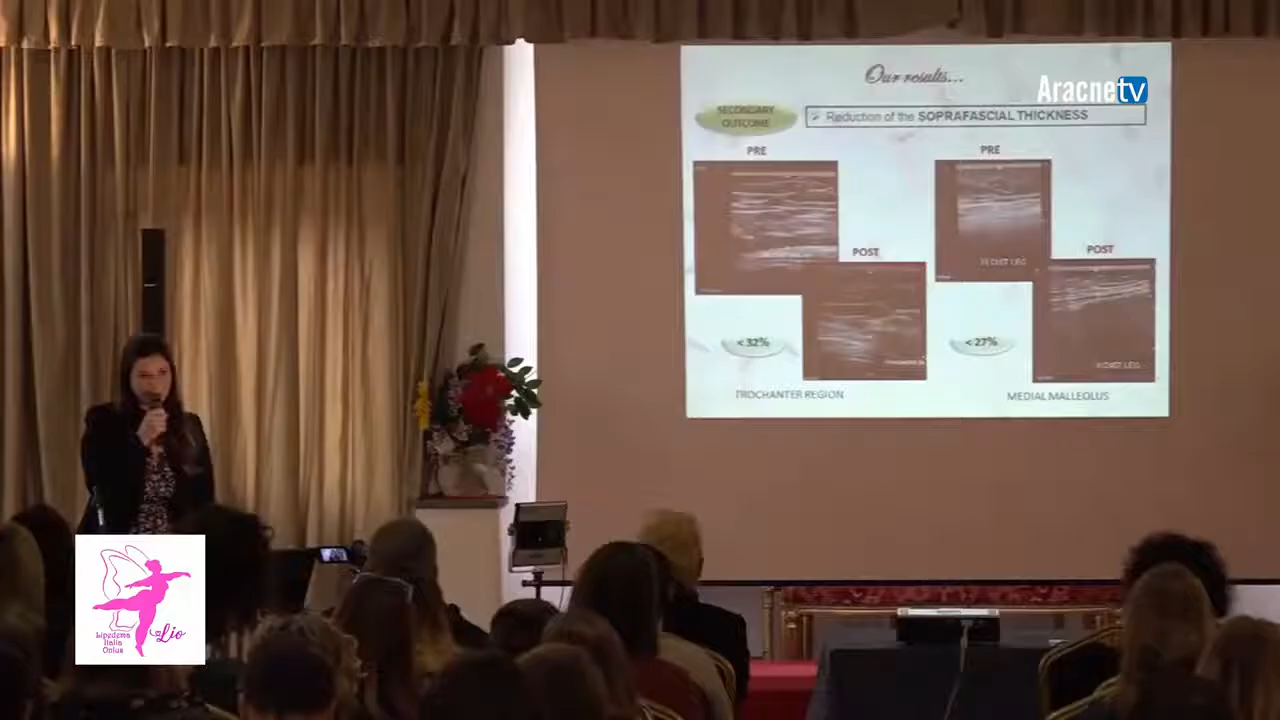 Our results...
Aracnetv
SECONDARY
OUTCOME
Reduction of the SOPRAFASCIAL THICKNESS
PRE
PRE
POST
POST
< 32%
< 27%
TROCHANTER REGION
MEDIAL MALLEOLUS
Lipedema
Italia
Onlus
Lio